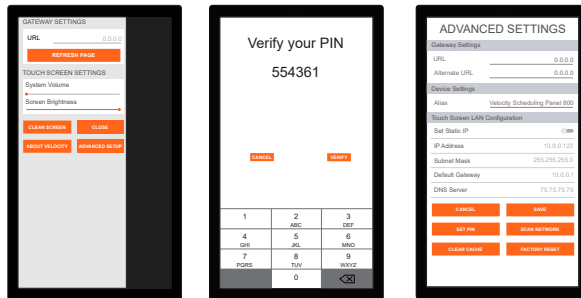 GATEWAY SETTINGS
URL 0.0.0.0
REFRESH PAGE
TOUCH SCREEN SETTINGS
System Volume
Screen Brightness
CLEAN SCREEN CLOSE
ABOUT VELOCITY ADVANCED SETUP
Verify your PIN
554361
CANCEL VERIFY
1 2 3
ABC DEF
4 5 6
GHI JKL MNO
7 8 9
PQRS TUV WXYZ
0
ADVANCED SETTINGS
Gateway Settings
URL 0.0.0.0
Alternate URL 0.0.0.0
Device Settings
Alias Velocity Scheduling Panel 800
Touch Screen LAN Configuration
Set Static IP
IP Address 10.0.0.123
Subnet Mask 255.255.255.0
Default Gateway 10.0.0.1
DNS Server 75.75.75.75
CANCEL SAVE
SET PIN SCAN NETWORK
CLEAR CACHE FACTORY RESET